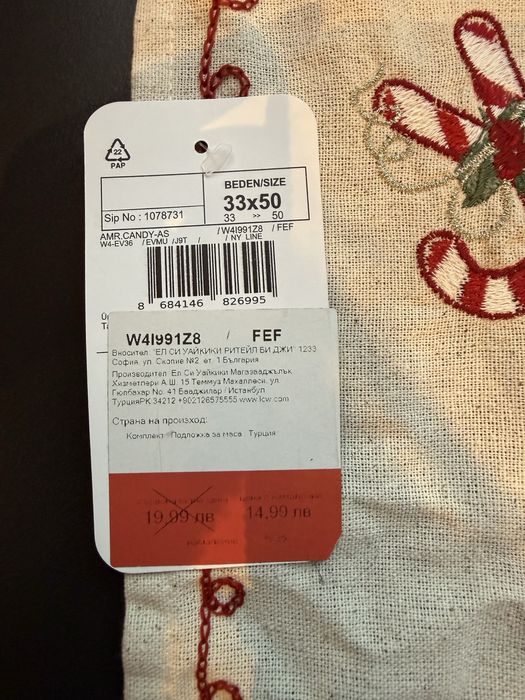 22
PAP
BEDEN/SIZE
33x50
33 >> 50
Sip No : 1078731
AMR.CANDY-AS / W4I991Z8 / FEF
W4-EV36 / EVMU / J9T / / NY LINE
8 684146 826995
W4I991Z8 / FEF
Вносител: "ЕЛ СИ УАЙКИКИ РИТЕЙЛ БИ ДЖИ" 1233
София, ул. Скопие №2 ет. 1 България
Производител: Ел Си Уайкики Магазваджълък
Хизметлери А.Ш. 15 Теммуз Махаллеси, ул.
Гюлбахар No: 41 Бааджилар / Истанбул
ТурцияPK 34212 +902126575555 www.lcw.com
Страна на произход:
Комплект Подложка за маса Турция
19,99 лв 14,99 лв
намаление